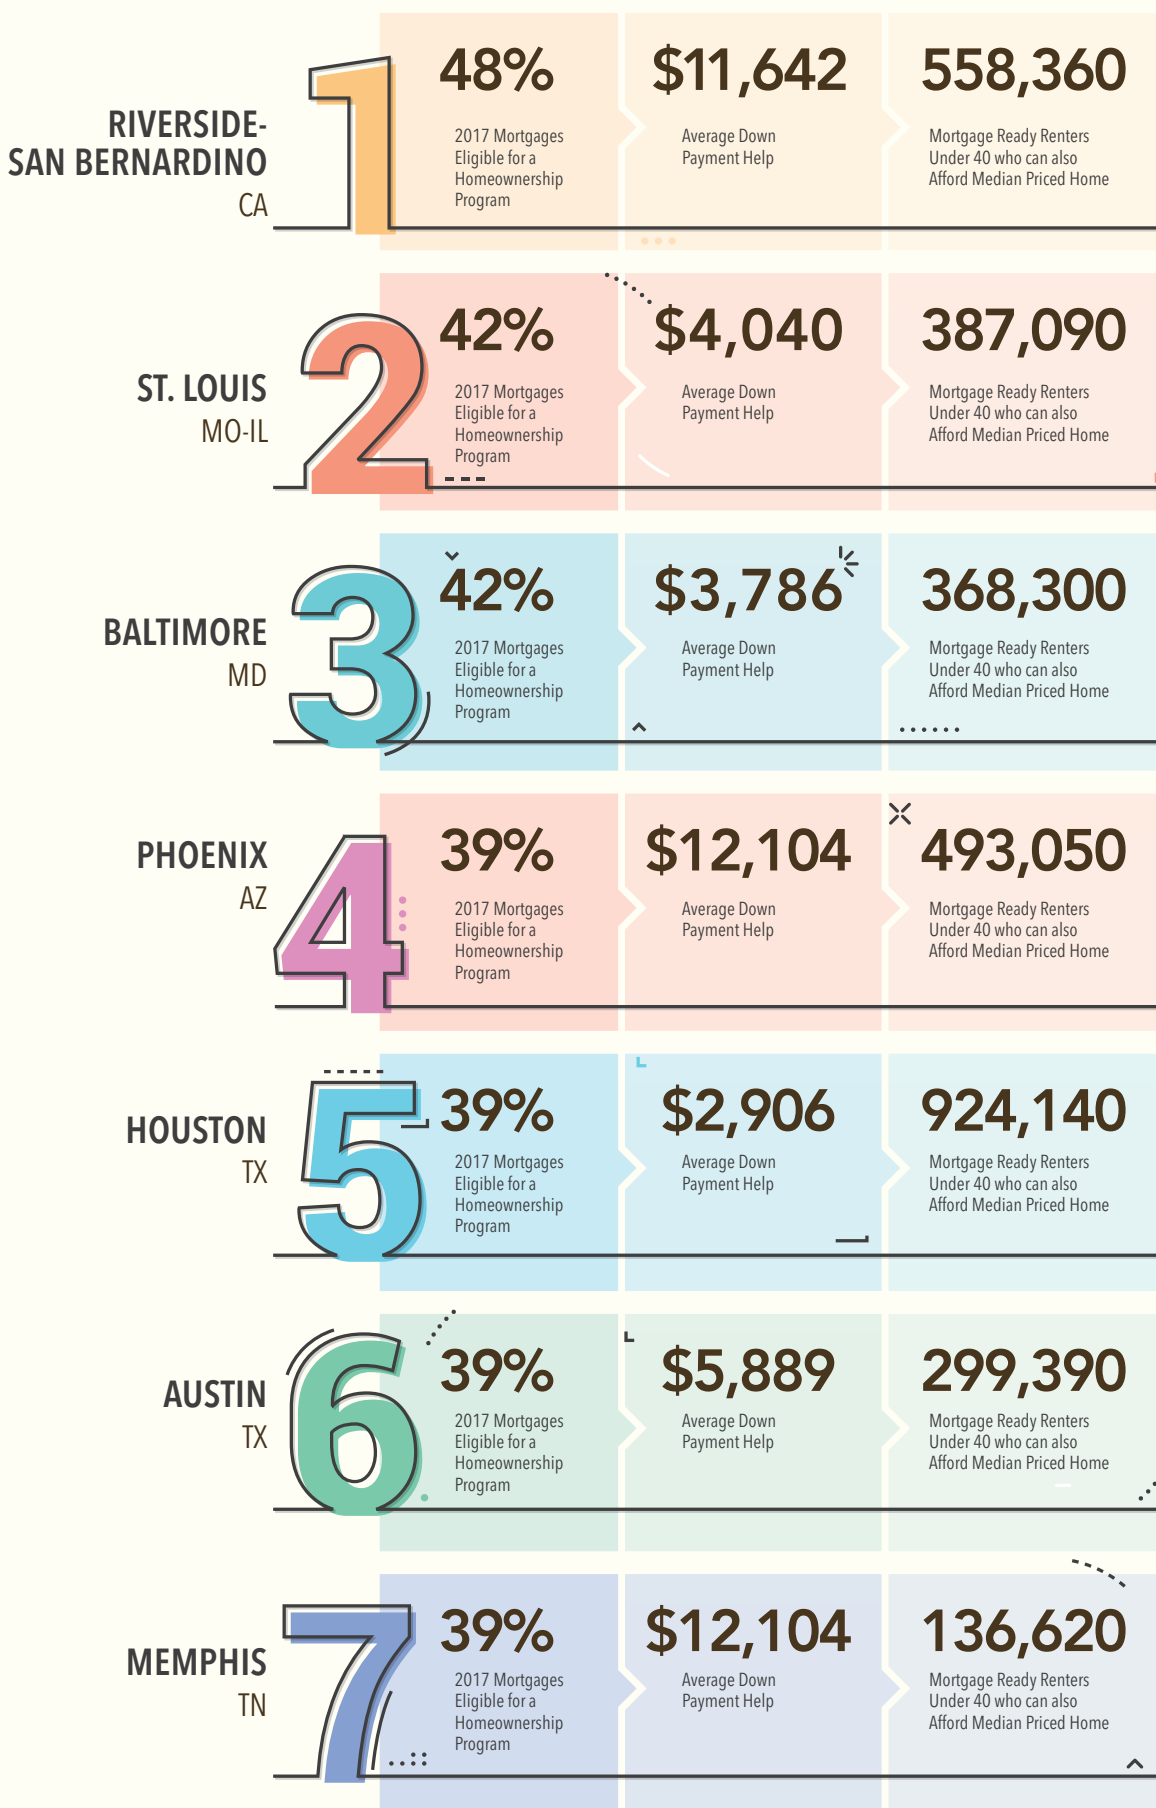 RIVERSIDE-
SAN BERNARDINO
CA
1
48%
2017 Mortgages
Eligible for a
Homeownership
Program
$11,642
Average Down
Payment Help
558,360
Mortgage Ready Renters
Under 40 who can also
Afford Median Priced Home
ST. LOUIS
MO-IL
2
42%
2017 Mortgages
Eligible for a
Homeownership
Program
$4,040
Average Down
Payment Help
387,090
Mortgage Ready Renters
Under 40 who can also
Afford Median Priced Home
BALTIMORE
MD
3
42%
2017 Mortgages
Eligible for a
Homeownership
Program
$3,786
Average Down
Payment Help
368,300
Mortgage Ready Renters
Under 40 who can also
Afford Median Priced Home
PHOENIX
AZ
4
39%
2017 Mortgages
Eligible for a
Homeownership
Program
$12,104
Average Down
Payment Help
493,050
Mortgage Ready Renters
Under 40 who can also
Afford Median Priced Home
HOUSTON
TX
5
39%
2017 Mortgages
Eligible for a
Homeownership
Program
$2,906
Average Down
Payment Help
924,140
Mortgage Ready Renters
Under 40 who can also
Afford Median Priced Home
AUSTIN
TX
6
39%
2017 Mortgages
Eligible for a
Homeownership
Program
$5,889
Average Down
Payment Help
299,390
Mortgage Ready Renters
Under 40 who can also
Afford Median Priced Home
MEMPHIS
TN
7
39%
2017 Mortgages
Eligible for a
Homeownership
Program
$12,104
Average Down
Payment Help
136,620
Mortgage Ready Renters
Under 40 who can also
Afford Median Priced Home